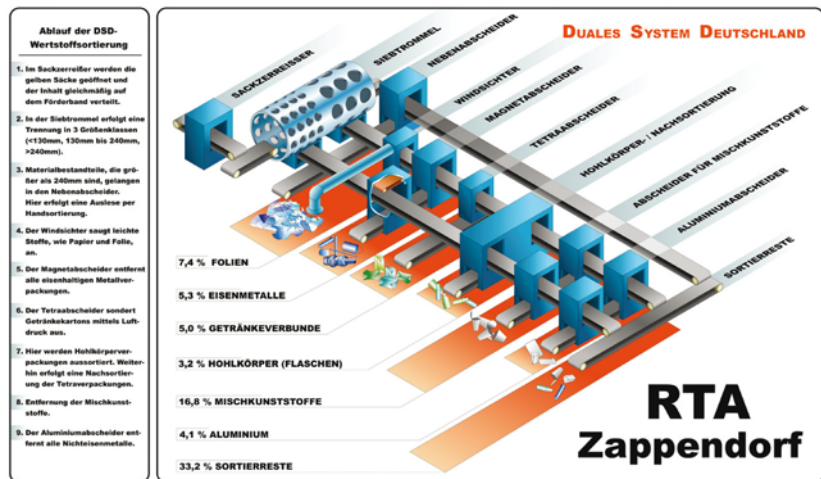 Ablauf der DSD-
Wertstoffsortierung
1. Im Sackzerreißer werden die
gelben Säcke geöffnet und
der Inhalt gleichmäßig auf
dem Förderband verteilt.
2. In der Siebtrommel erfolgt eine
Trennung in 3 Größenklassen
(<130mm, 130mm bis 240mm,
>240mm).
3. Materialbestandteile, die grö-
ßer als 240mm sind, gelangen
in den Nebenabscheider.
Hier erfolgt eine Auslese per
Handsortierung.
4. Der Windsichter saugt leichte
Stoffe, wie Papier und Folie,
an.
5. Der Magnetabscheider entfernt
alle eisenhaltigen Metallver-
packungen.
6. Der Tetraabscheider sondert
Getränkekartons mittels Luft-
druck aus.
7. Hier werden Hohlkörperver-
packungen aussortiert. Weiter-
hin erfolgt eine Nachsortier-
ung der Tetraverpackungen.
8. Entfernung der Mischkunst-
stoffe.
9. Der Aluminiumabscheider ent-
fernt alle Nichteisenmetalle.
DUALES SYSTEM DEUTSCHLAND
SACKZERREISSER
SIEBTROMMEL
NEBENABSCHEIDER
WINDSICHTER
MAGNETABSCHEIDER
TETRAABSCHEIDER
HOHLKÖRPER- / NACHSORTIERUNG
ABSCHEIDER FÜR MISCHKUNSTSTOFFE
ALUMINIUMABSCHEIDER
SORTIERRESTE
7,4 % FOLIEN
5,3 % EISENMETALLE
5,0 % GETRÄNKEVERBUNDE
3,2 % HOHLKÖRPER (FLASCHEN)
16,8 % MISCHKUNSTSTOFFE
4,1 % ALUMINIUM
33,2 % SORTIERRESTE
RTA
Zappendorf